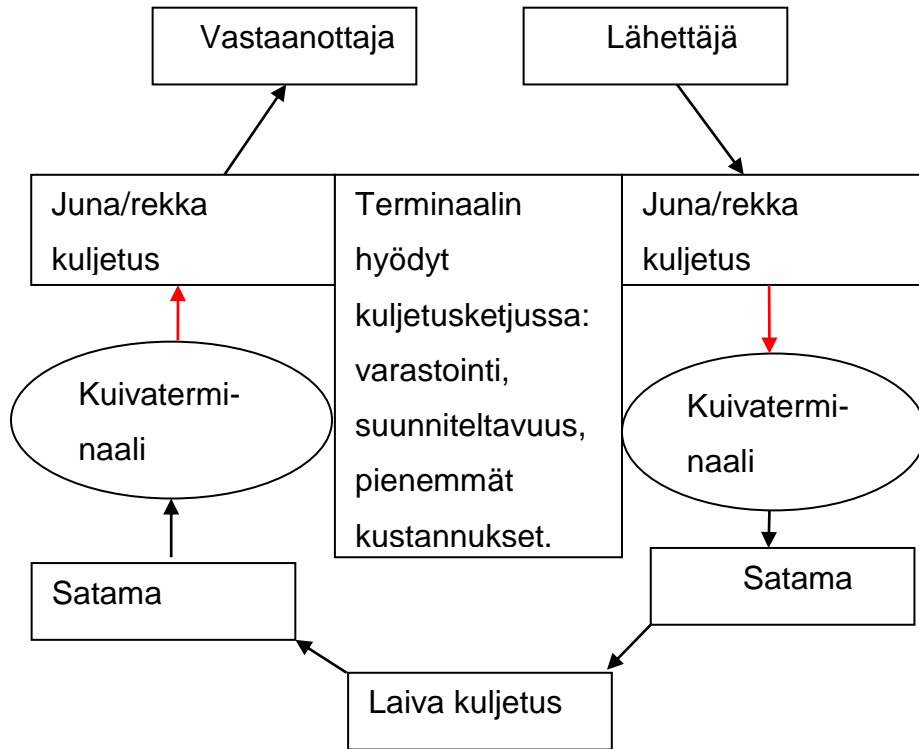 Vastaanottaja
Lähettäjä
Juna/rekka
kuljetus
Terminaalin
hyödyt
kuljetusketjussa:
varastointi,
suunniteltavuus,
pienemmät
kustannukset.
Juna/rekka
kuljetus
Kuivatermi-
naali
Kuivatermi-
naali
Satama
Satama
Laiva kuljetus